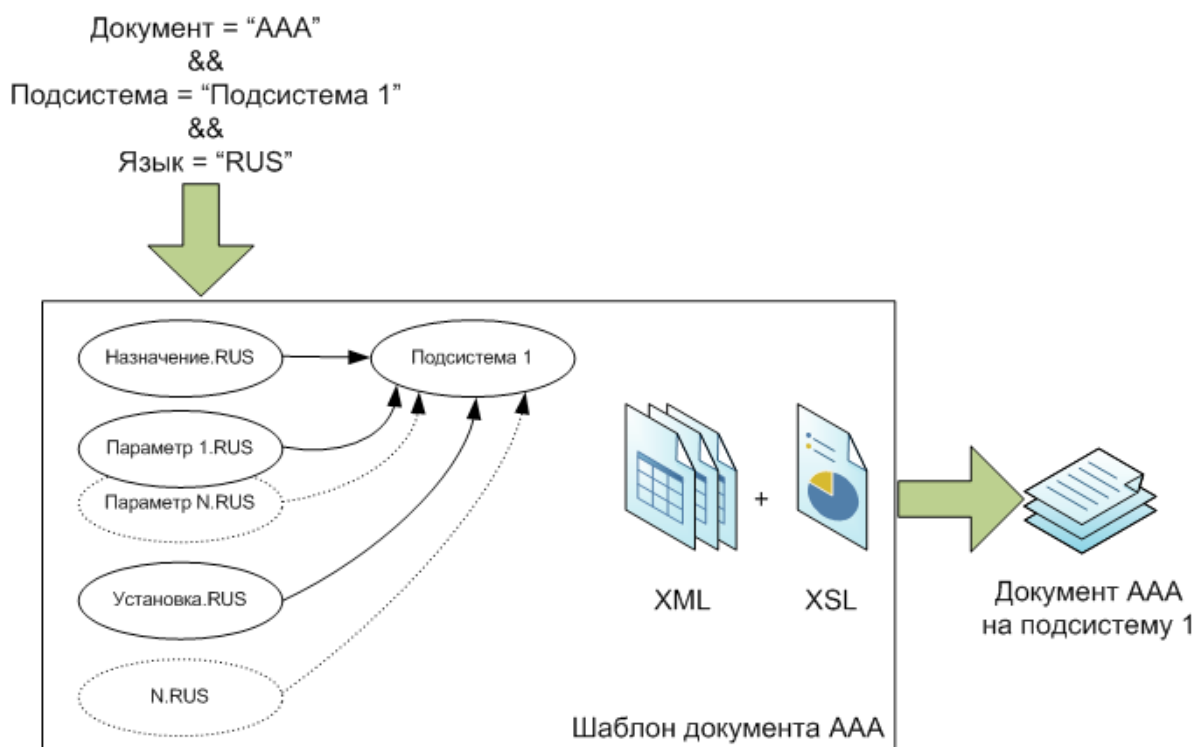 Документ = “AAA”
&&
Подсистема = “Подсистема 1”
&&
Язык = “RUS”
Назначение.RUS
Подсистема 1
Параметр 1.RUS
Параметр N.RUS
Установка.RUS
N.RUS
+
XML
XSL
Шаблон документа AAA
Документ AAA
на подсистему 1